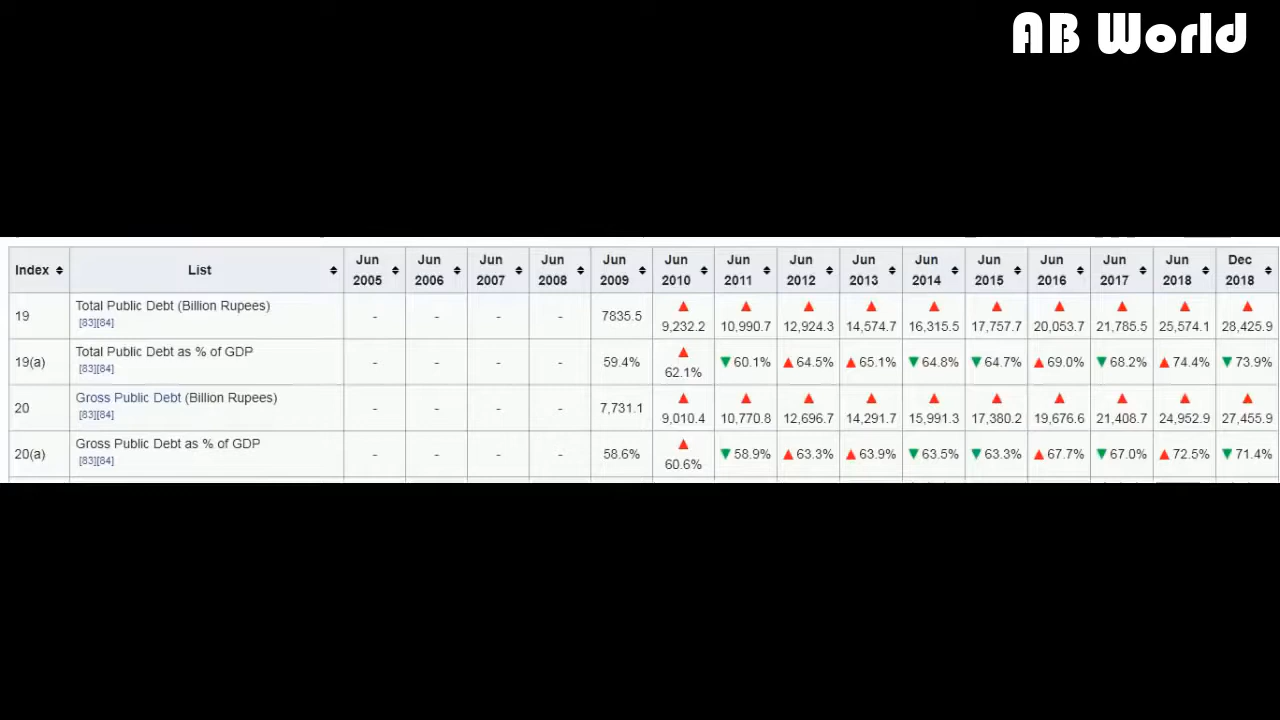 AB World
Index List Jun 2005 Jun 2006 Jun 2007 Jun 2008 Jun 2009 Jun 2010 Jun 2011 Jun 2012 Jun 2013 Jun 2014 Jun 2015 Jun 2016 Jun 2017 Jun 2018 Dec 2018
19 Total Public Debt (Billion Rupees) [83][84] - - - - 7835.5 ▲ 9,232.2 ▲ 10,990.7 ▲ 12,924.3 ▲ 14,574.7 ▲ 16,315.5 ▲ 17,757.7 ▲ 20,053.7 ▲ 21,785.5 ▲ 25,574.1 ▲ 28,425.9
19(a) Total Public Debt as % of GDP [83][84] - - - - 59.4% ▲ 62.1% ▼ 60.1% ▲ 64.5% ▲ 65.1% ▼ 64.8% ▼ 64.7% ▲ 69.0% ▼ 68.2% ▲ 74.4% ▼ 73.9%
20 Gross Public Debt (Billion Rupees) [83][84] - - - - 7,731.1 ▲ 9,010.4 ▲ 10,770.8 ▲ 12,696.7 ▲ 14,291.7 ▲ 15,991.3 ▲ 17,380.2 ▲ 19,676.6 ▲ 21,408.7 ▲ 24,952.9 ▲ 27,455.9
20(a) Gross Public Debt as % of GDP [83][84] - - - - 58.6% ▲ 60.6% ▼ 58.9% ▲ 63.3% ▲ 63.9% ▼ 63.5% ▼ 63.3% ▲ 67.7% ▼ 67.0% ▲ 72.5% ▼ 71.4%